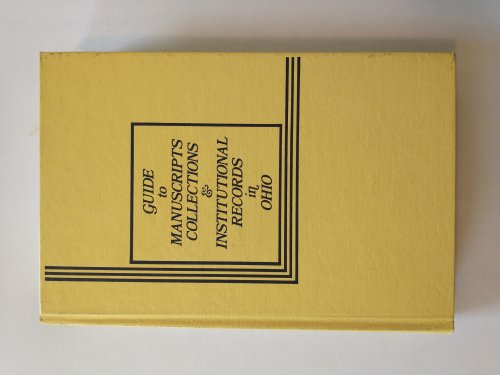 GUIDE
to
MANUSCRIPTS
COLLECTIONS
&
INSTITUTIONAL
RECORDS
in
OHIO